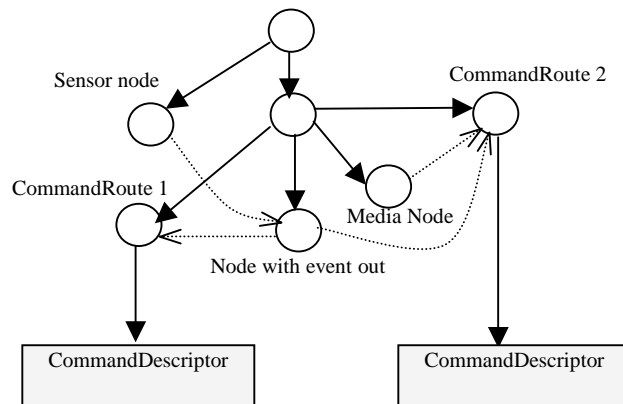 Sensor node
CommandRoute 2
CommandRoute 1
Media Node
Node with event out
CommandDescriptor
CommandDescriptor